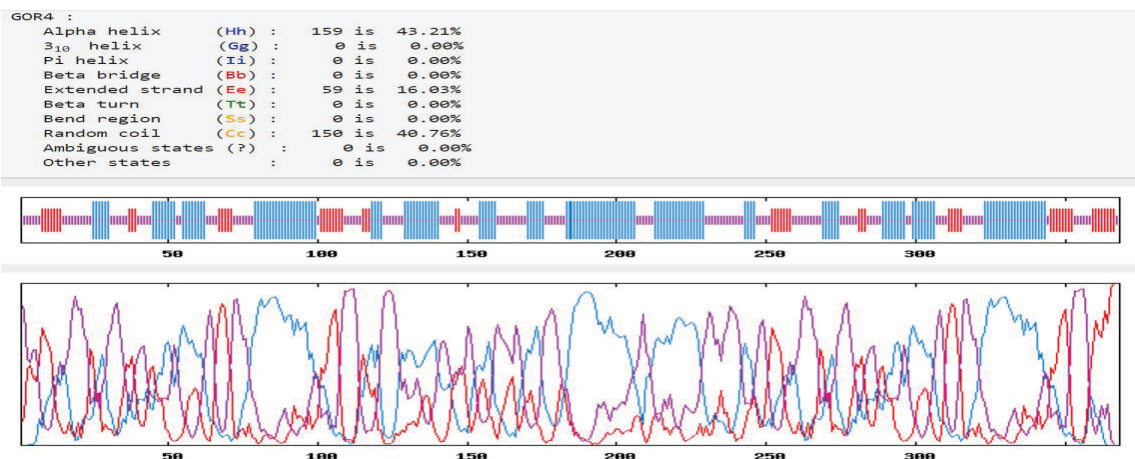 GOR4 :
Alpha helix (Hh) : 159 is 43.21%
3₁₀ helix (Gg) : 0 is 0.00%
Pi helix (Ii) : 0 is 0.00%
Beta bridge (Bb) : 0 is 0.00%
Extended strand (Ee) : 59 is 16.03%
Beta turn (Tt) : 0 is 0.00%
Bend region (Ss) : 0 is 0.00%
Random coil (Cc) : 150 is 40.76%
Ambiguous states (?) : 0 is 0.00%
Other states : 0 is 0.00%
50 100 150 200 250 300
50 100 150 200 250 300